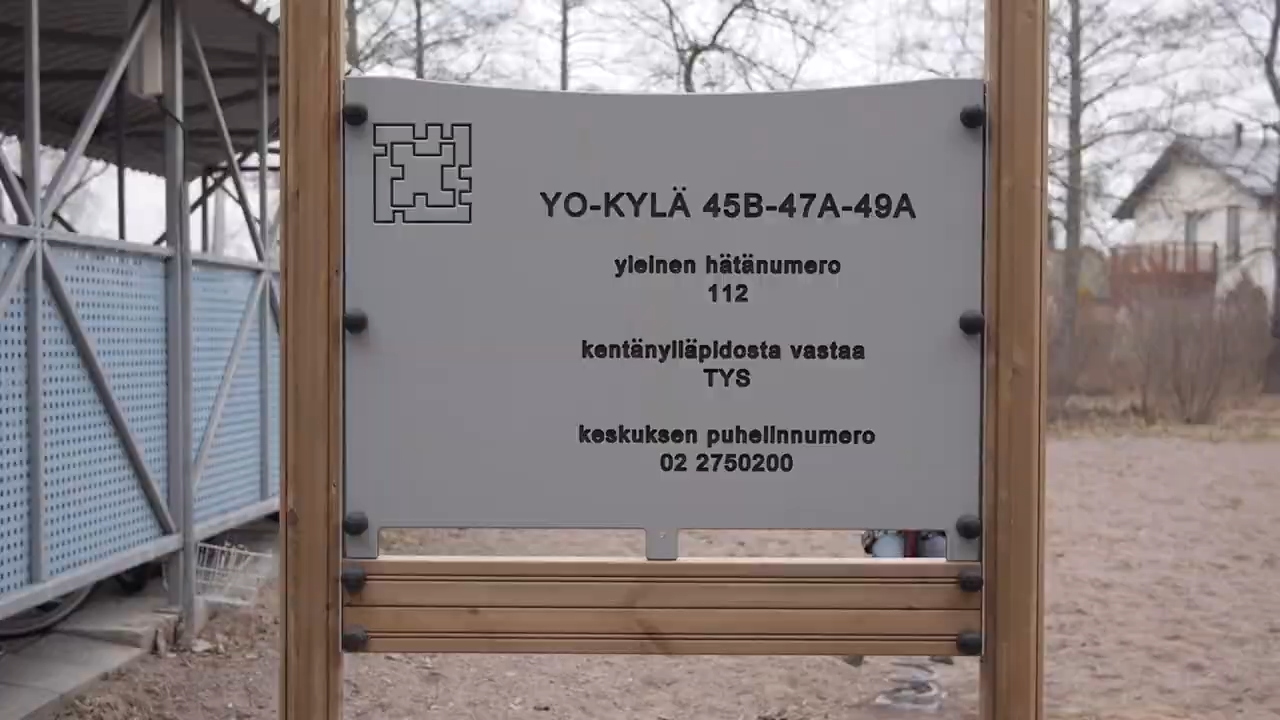 YO-KYLÄ 45B-47A-49A
yleinen hätänumero
112
kentänylläpidosta vastaa
TYS
keskuksen puhelinnumero
02 2750200